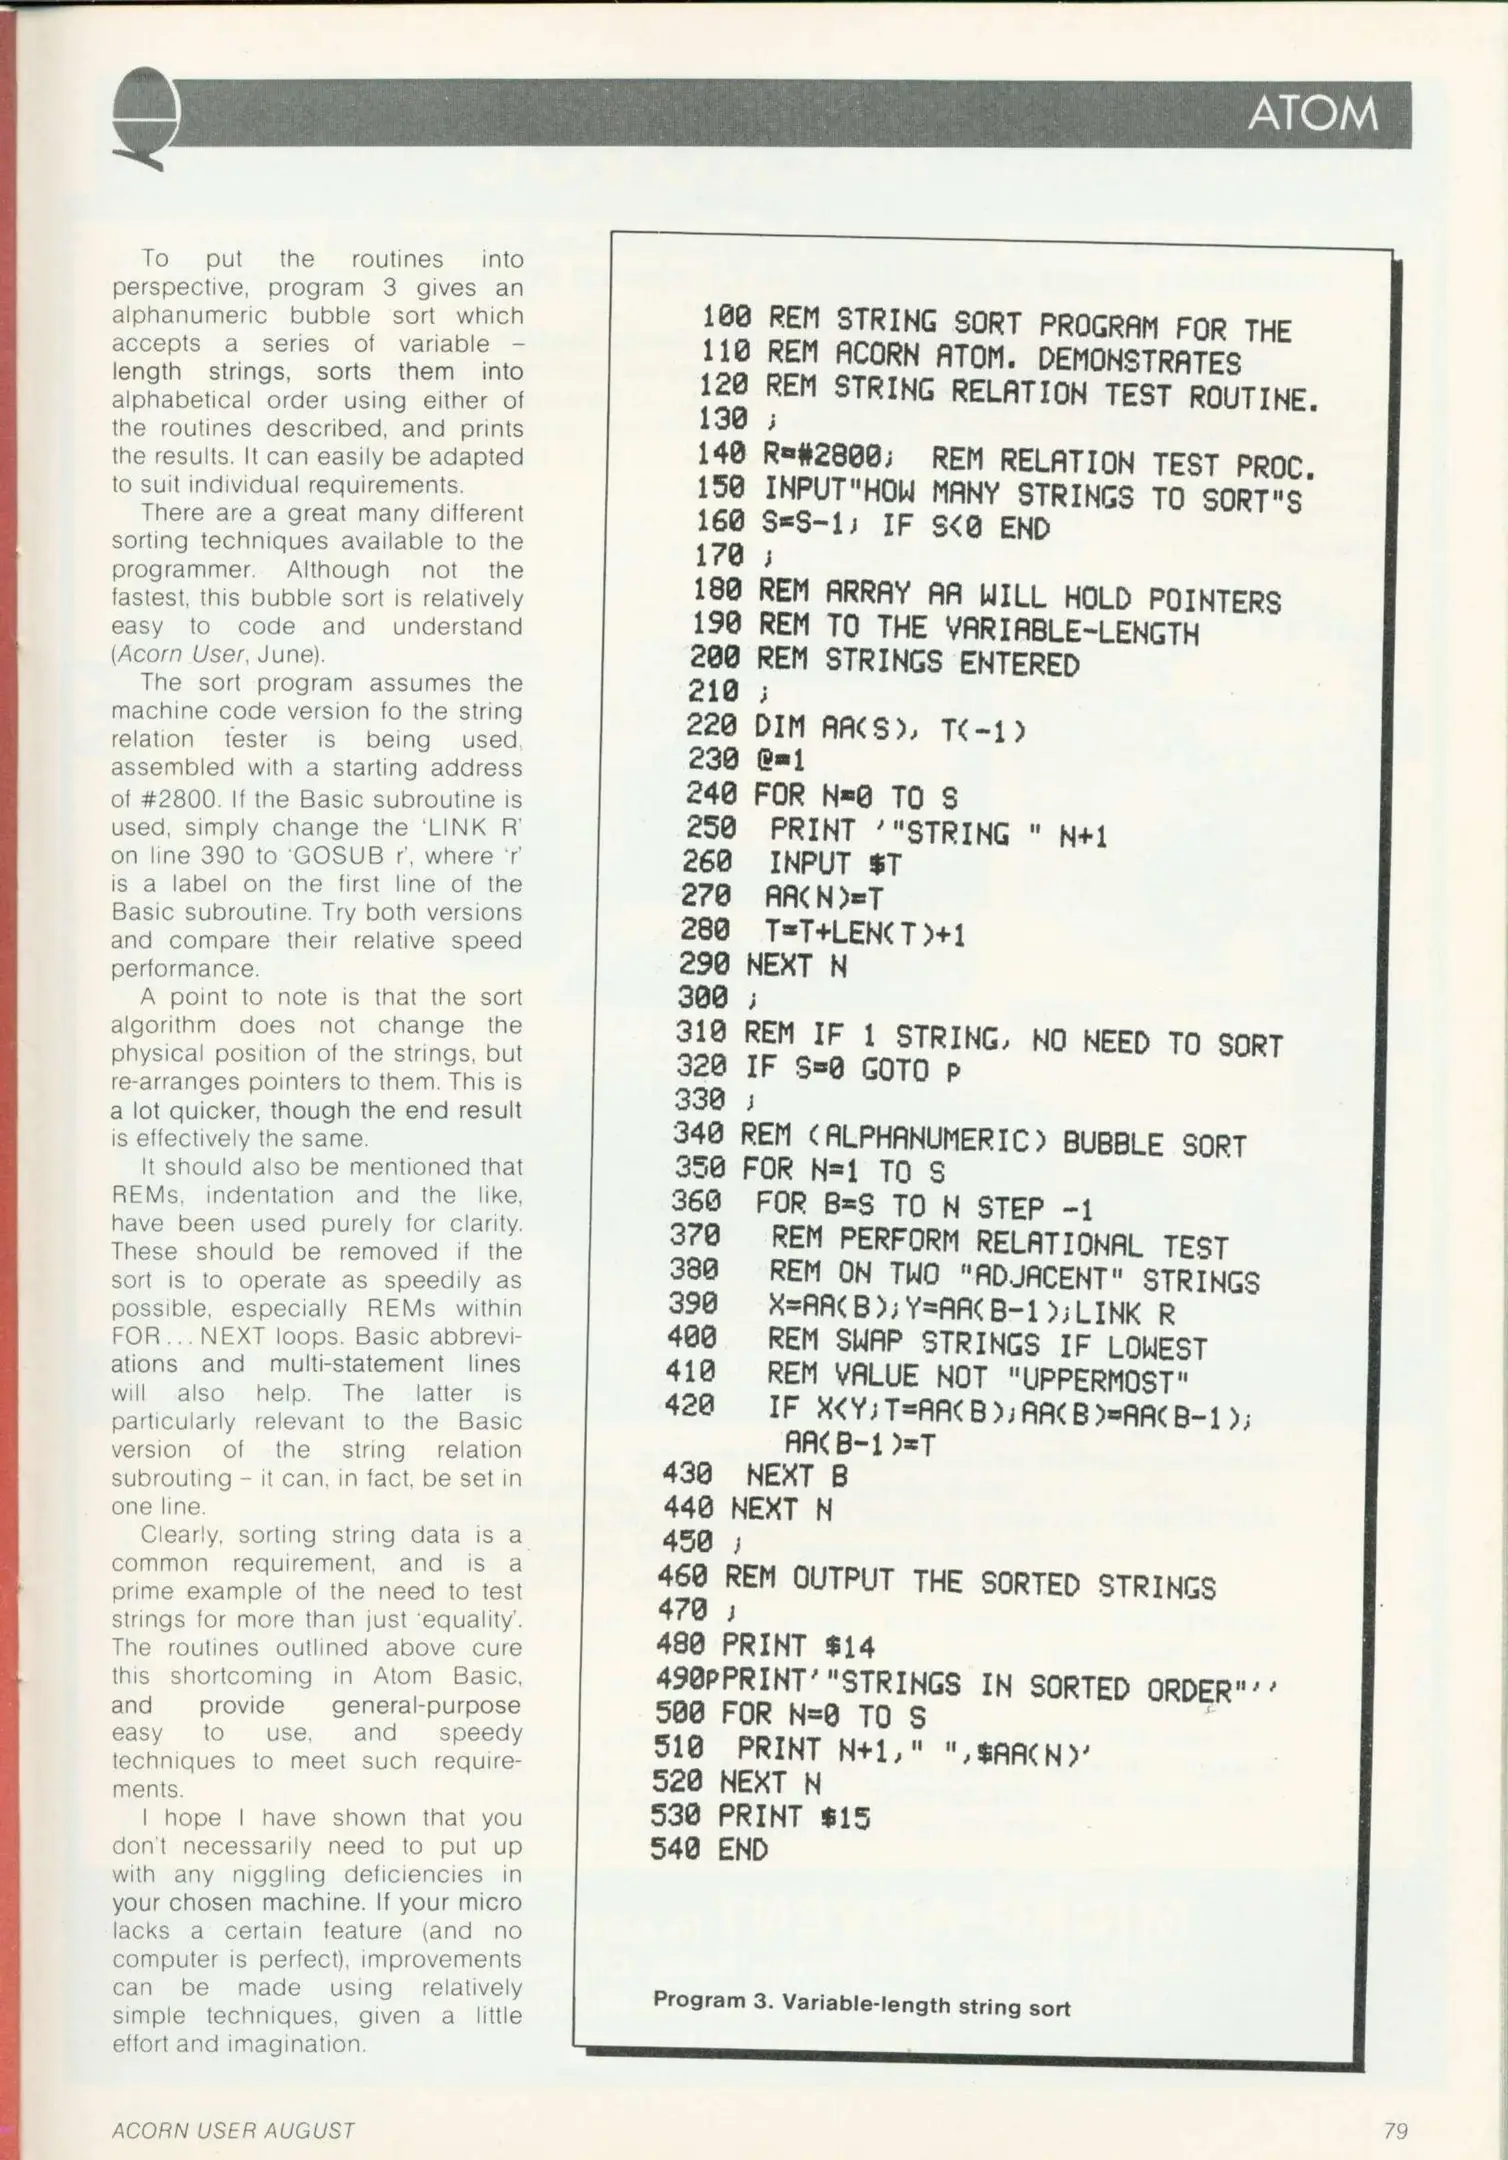 ATOM
To put the routines into
perspective, program 3 gives an
alphanumeric bubble sort which
accepts a series of variable –
length strings, sorts them into
alphabetical order using either of
the routines described, and prints
the results. It can easily be adapted
to suit individual requirements.
There are a great many different
sorting techniques available to the
programmer. Although not the
fastest, this bubble sort is relatively
easy to code and understand
(Acorn User, June).
The sort program assumes the
machine code version fo the string
relation tester is being used,
assembled with a starting address
of #2800. If the Basic subroutine is
used, simply change the ‘LINK R’
on line 390 to ‘GOSUB r’, where ‘r’
is a label on the first line of the
Basic subroutine. Try both versions
and compare their relative speed
performance.
A point to note is that the sort
algorithm does not change the
physical position of the strings, but
re-arranges pointers to them. This is
a lot quicker, though the end result
is effectively the same.
It should also be mentioned that
REMs, indentation and the like,
have been used purely for clarity.
These should be removed if the
sort is to operate as speedily as
possible, especially REMs within
FOR...NEXT loops. Basic abbrevi-
ations and multi-statement lines
will also help. The latter is
particularly relevant to the Basic
version of the string relation
subrouting – it can, in fact, be set in
one line.
Clearly, sorting string data is a
common requirement, and is a
prime example of the need to test
strings for more than just ‘equality’.
The routines outlined above cure
this shortcoming in Atom Basic,
and provide general-purpose
easy to use, and speedy
techniques to meet such require-
ments.
I hope I have shown that you
don't necessarily need to put up
with any niggling deficiencies in
your chosen machine. If your micro
lacks a certain feature (and no
computer is perfect), improvements
can be made using relatively
simple techniques, given a little
effort and imagination.
100 REM STRING SORT PROGRAM FOR THE
110 REM ACORN ATOM. DEMONSTRATES
120 REM STRING RELATION TEST ROUTINE.
130 ;
140 R=#2800;  REM RELATION TEST PROC.
150 INPUT"HOW MANY STRINGS TO SORT"S
160 S=S-1; IF S<0 END
170 ;
180 REM ARRAY AA WILL HOLD POINTERS
190 REM TO THE VARIABLE-LENGTH
200 REM STRINGS ENTERED
210 ;
220 DIM AA(S), T(-1)
230 @=1
240 FOR N=0 TO S
250  PRINT '"STRING " N+1
260  INPUT $T
270  AA(N)=T
280  T=T+LEN(T)+1
290 NEXT N
300 ;
310 REM IF 1 STRING, NO NEED TO SORT
320 IF S=0 GOTO p
330 ;
340 REM (ALPHANUMERIC) BUBBLE SORT
350 FOR N=1 TO S
360  FOR B=S TO N STEP -1
370   REM PERFORM RELATIONAL TEST
380   REM ON TWO "ADJACENT" STRINGS
390   X=AA(B);Y=AA(B-1);LINK R
400   REM SWAP STRINGS IF LOWEST
410   REM VALUE NOT "UPPERMOST"
420   IF X<Y;T=AA(B);AA(B)=AA(B-1);
AA(B-1)=T
430  NEXT B
440 NEXT N
450 ;
460 REM OUTPUT THE SORTED STRINGS
470 ;
480 PRINT $14
490pPRINT'"STRINGS IN SORTED ORDER"''
500 FOR N=0 TO S
510  PRINT N+1," ",$AA(N)'
520 NEXT N
530 PRINT $15
540 END
Program 3. Variable-length string sort
ACORN USER AUGUST
79